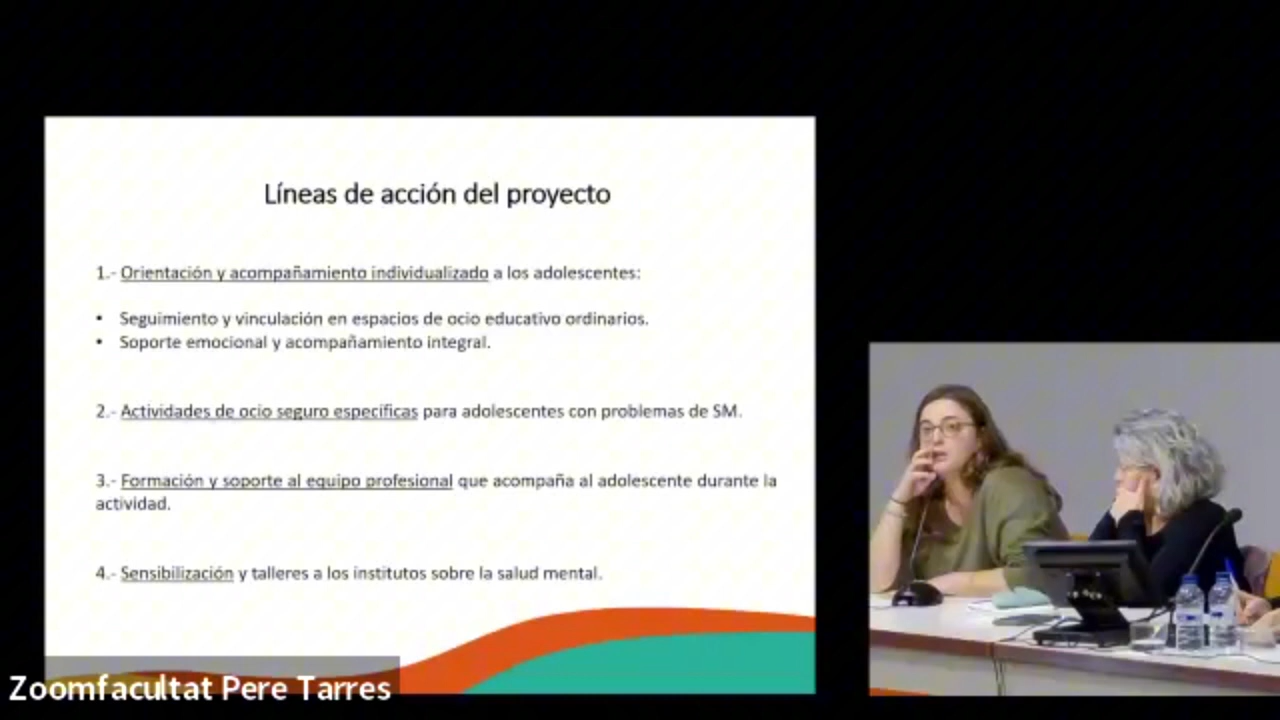 Líneas de acción del proyecto
1.- Orientación y acompañamiento individualizado a los adolescentes:
• Seguimiento y vinculación en espacios de ocio educativo ordinarios.
• Soporte emocional y acompañamiento integral.
2.- Actividades de ocio seguro específicas para adolescentes con problemas de SM.
3.- Formación y soporte al equipo profesional que acompaña al adolescente durante la
actividad.
4.- Sensibilización y talleres a los institutos sobre la salud mental.
Zoomfacultat Pere Tarres